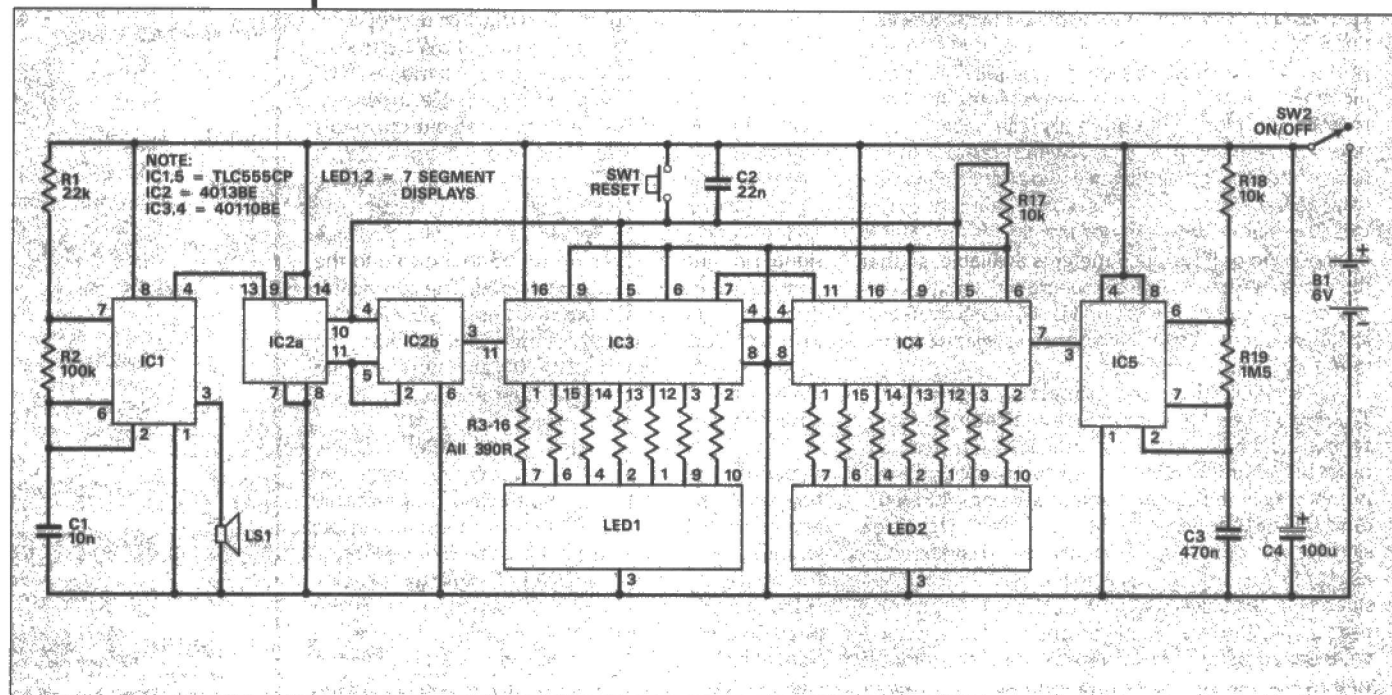 SW2
ON/OFF
NOTE:
IC1,5 = TLC555CP
IC2 = 4013BE
IC3,4 = 40110BE
LED1,2 = 7 SEGMENT
DISPLAYS
R1
22k
SW1
RESET
C2
22n
R17
10k
R18
10k
B1
6V
+
−
8 4
13 9 14
16 9 5 6 7
11 16 9 5 6
4 8
7
10
11
4
5
3
11
4
8
4
8
7
3
6
7
R2
100k
IC1
IC2a
IC2b
IC3
IC4
IC5
R19
1M5
6
3
2 1
7 8
2 6
1 15 14 13 12 3 2
1 15 14 13 12 3 2
1 2
R3-16
All 390R
7 6 4 2 1 9 10
7 6 4 2 1 9 10
C1
10n
LS1
LED1
LED2
C3
470n
+
C4 100u
3
3